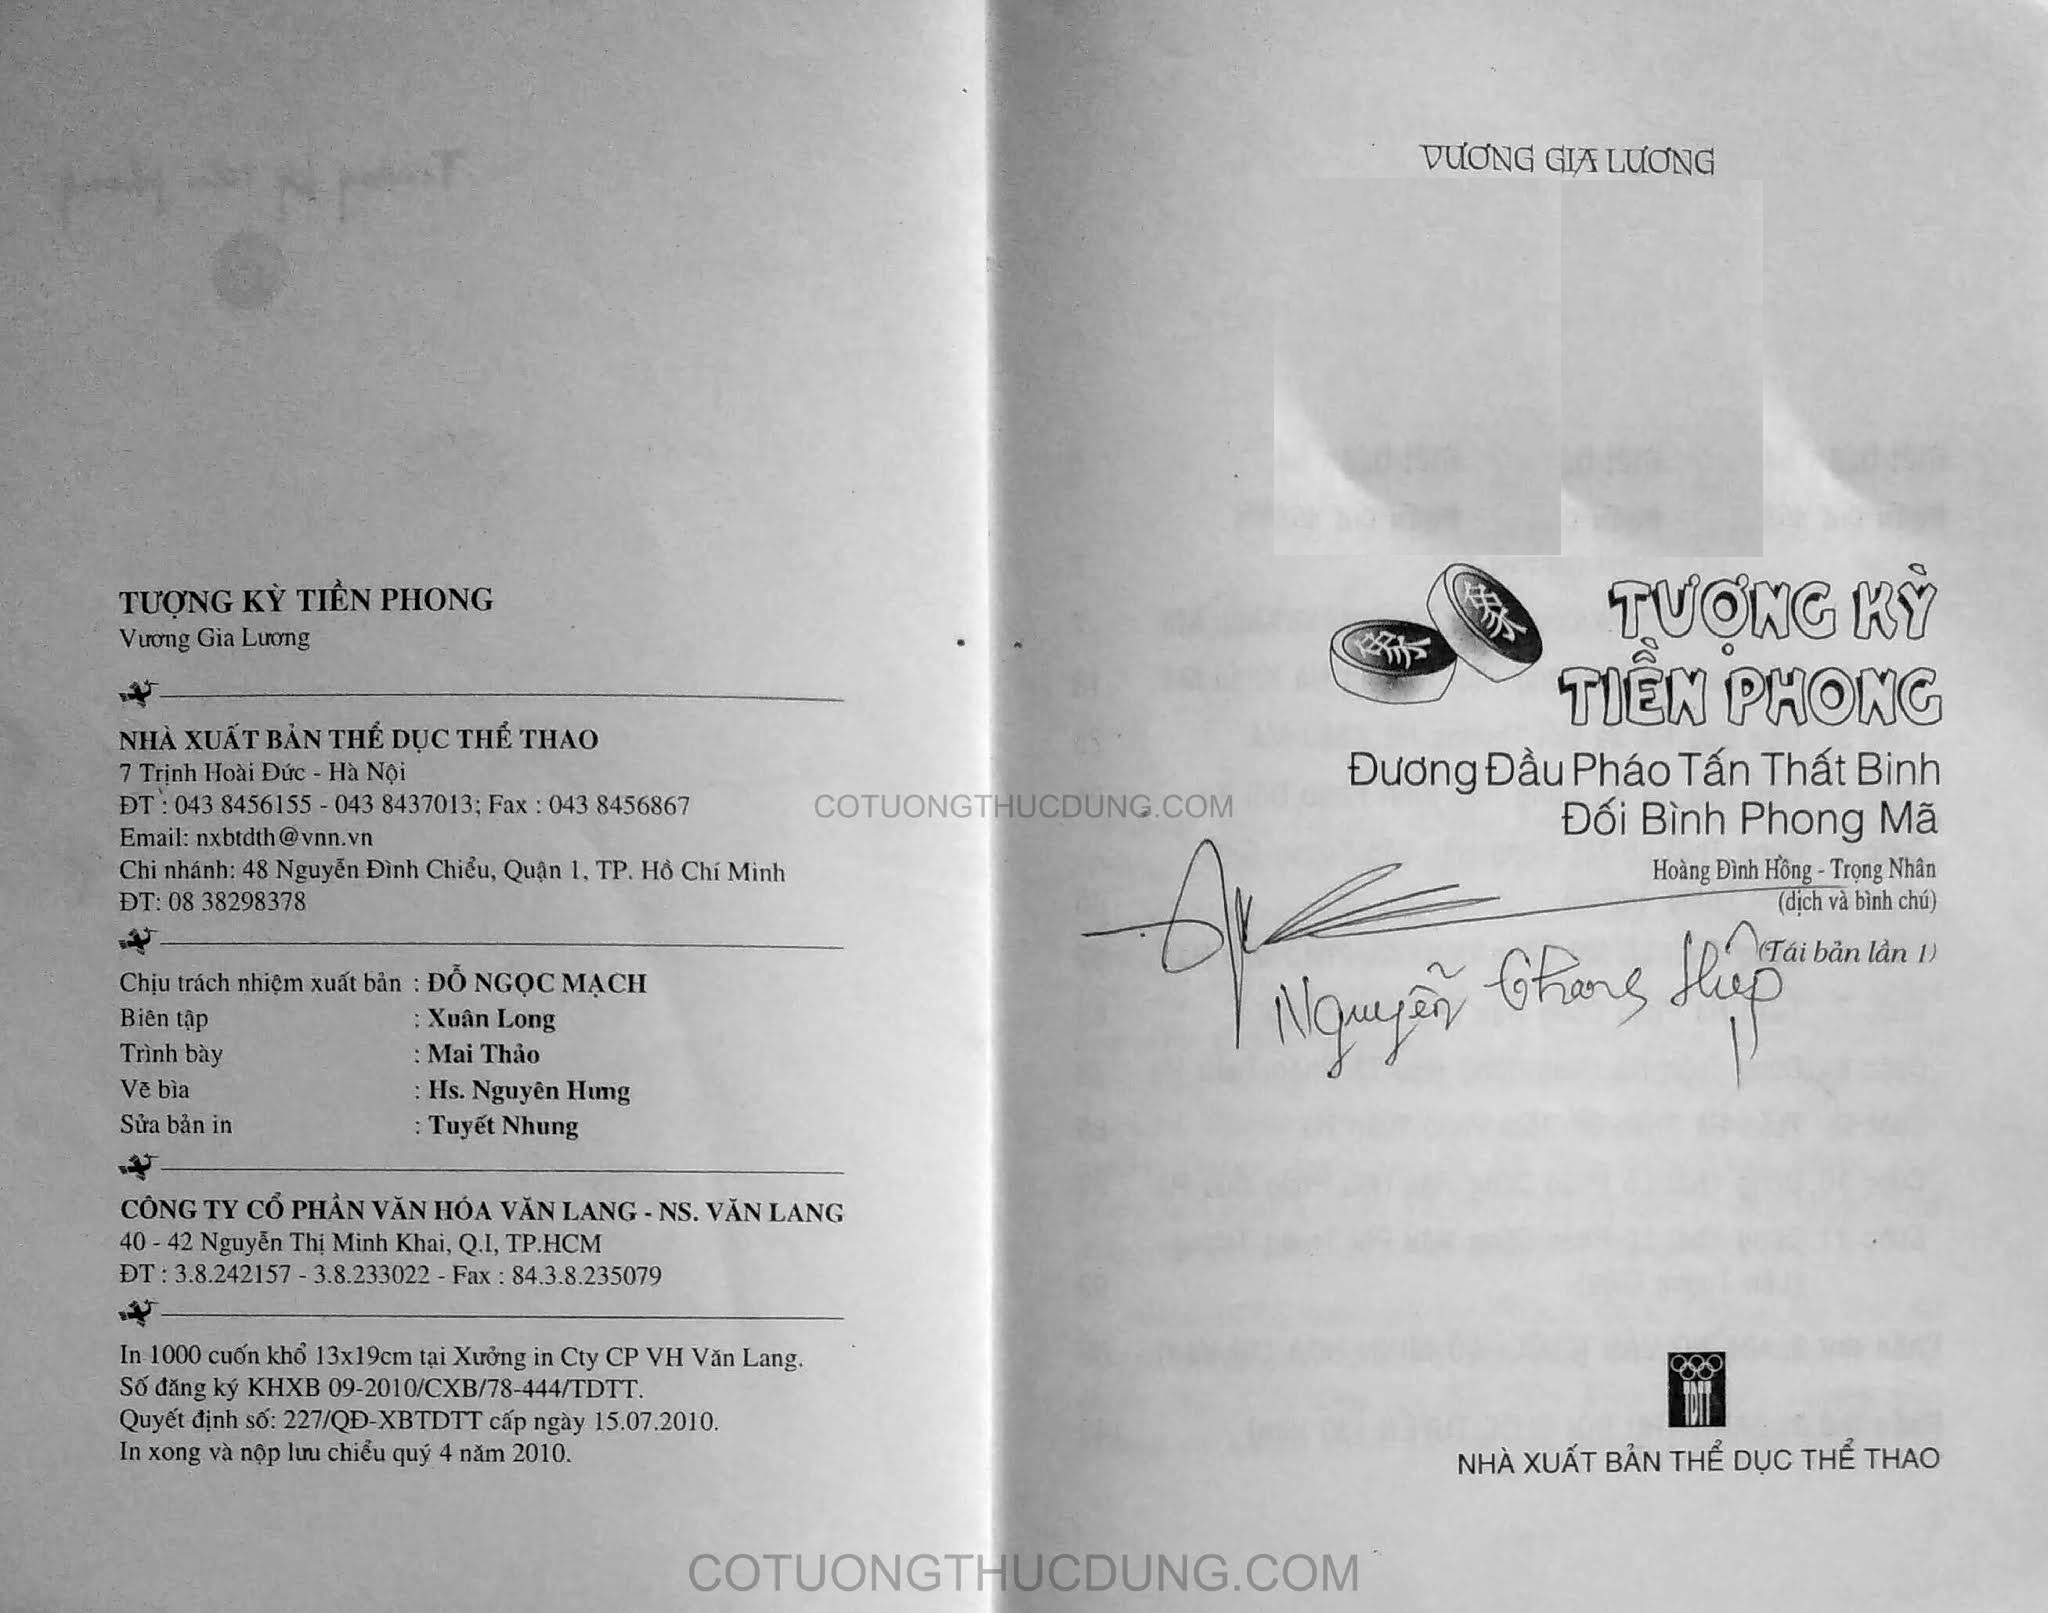 TƯỢNG KỲ TIỀN PHONG
Vương Gia Lương
NHÀ XUẤT BẢN THỂ DỤC THỂ THAO
7 Trịnh Hoài Đức - Hà Nội
ĐT : 043 8456155 - 043 8437013; Fax : 043 8456867
Email: nxbtdth@vnn.vn
Chi nhánh: 48 Nguyễn Đình Chiểu, Quận 1, TP. Hồ Chí Minh
ĐT: 08 38298378
Chịu trách nhiệm xuất bản : ĐỖ NGỌC MẠCH
Biên tập : Xuân Long
Trình bày : Mai Thảo
Vẽ bìa : Hs. Nguyên Hưng
Sửa bản in : Tuyết Nhung
CÔNG TY CỔ PHẦN VĂN HÓA VĂN LANG - NS. VĂN LANG
40 - 42 Nguyễn Thị Minh Khai, Q.I, TP.HCM
ĐT : 3.8.242157 - 3.8.233022 - Fax : 84.3.8.235079
In 1000 cuốn khổ 13x19cm tại Xưởng in Cty CP VH Văn Lang.
Số đăng ký KHXB 09-2010/CXB/78-444/TDTT.
Quyết định số: 227/QĐ-XBTDTT cấp ngày 15.07.2010.
In xong và nộp lưu chiểu quý 4 năm 2010.
VƯƠNG GIA LƯƠNG
象
象
TƯỢNG KỲ
TIỀN PHONG
Đương Đầu Pháo Tấn Thất Binh
Đối Bình Phong Mã
Hoàng Đình Hồng - Trọng Nhân
(dịch và bình chú)
(Tái bản lần 1)
Nguyễn Hiệp
TDTT
NHÀ XUẤT BẢN THỂ DỤC THỂ THAO
COTUONGTHUCDUNG.COM
COTUONGTHUCDUNG.COM